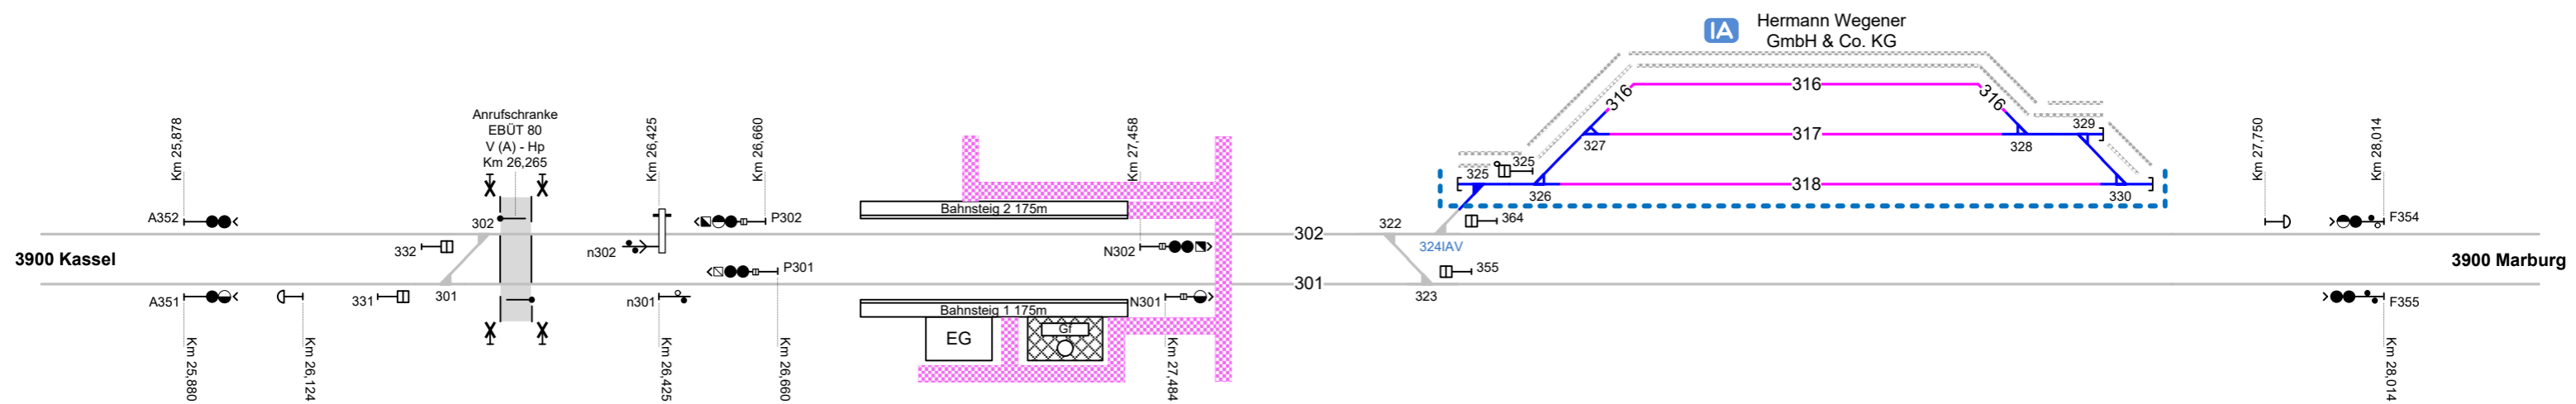 IA
Hermann Wegener
GmbH & Co. KG
316
316
316
317
318
325
325
326
327
328
329
330
Anrufschranke
EBÜT 80
V (A) - Hp
Km 26,265
Km 25,878
Km 26,425
Km 26,660
Km 27,458
Km 27,750
Km 28,014
A352
302
332
n302
P302
Bahnsteig 2 175m
N302
302
322
324IAV
364
F354
3900 Kassel
3900 Marburg
P301
355
A351
331
301
n301
Bahnsteig 1 175m
N301
301
323
F355
EG
Gf
Km 25,880
Km 26,124
Km 26,425
Km 26,660
Km 27,484
Km 28,014